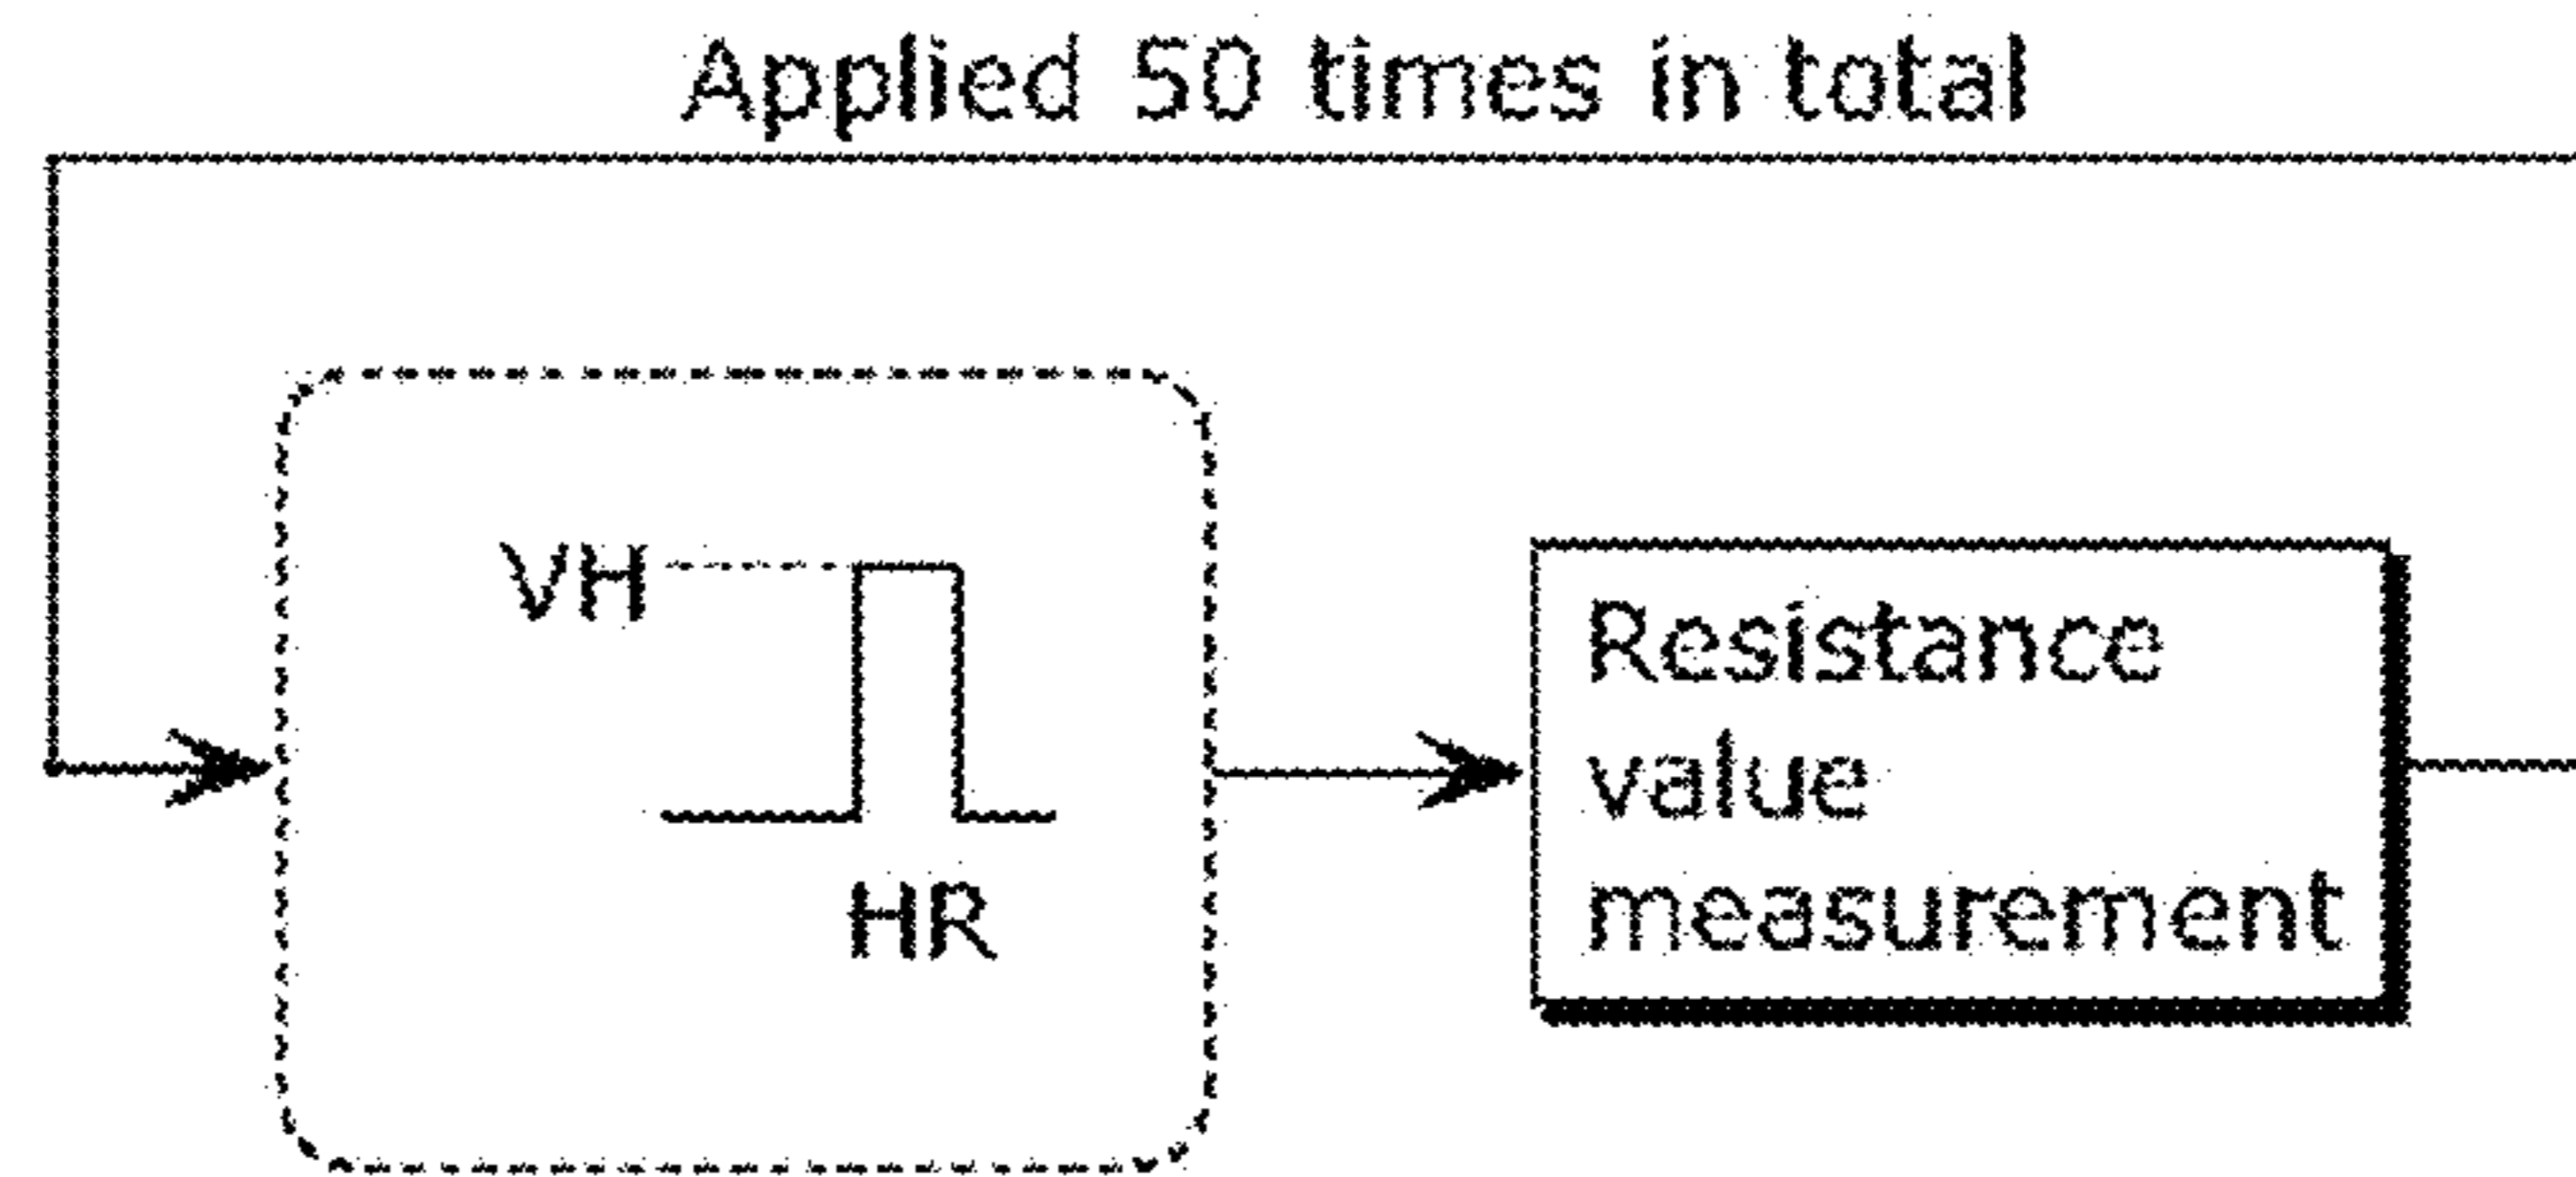 Applied 50 times in total
VH
HR
Resistance
value
measurement